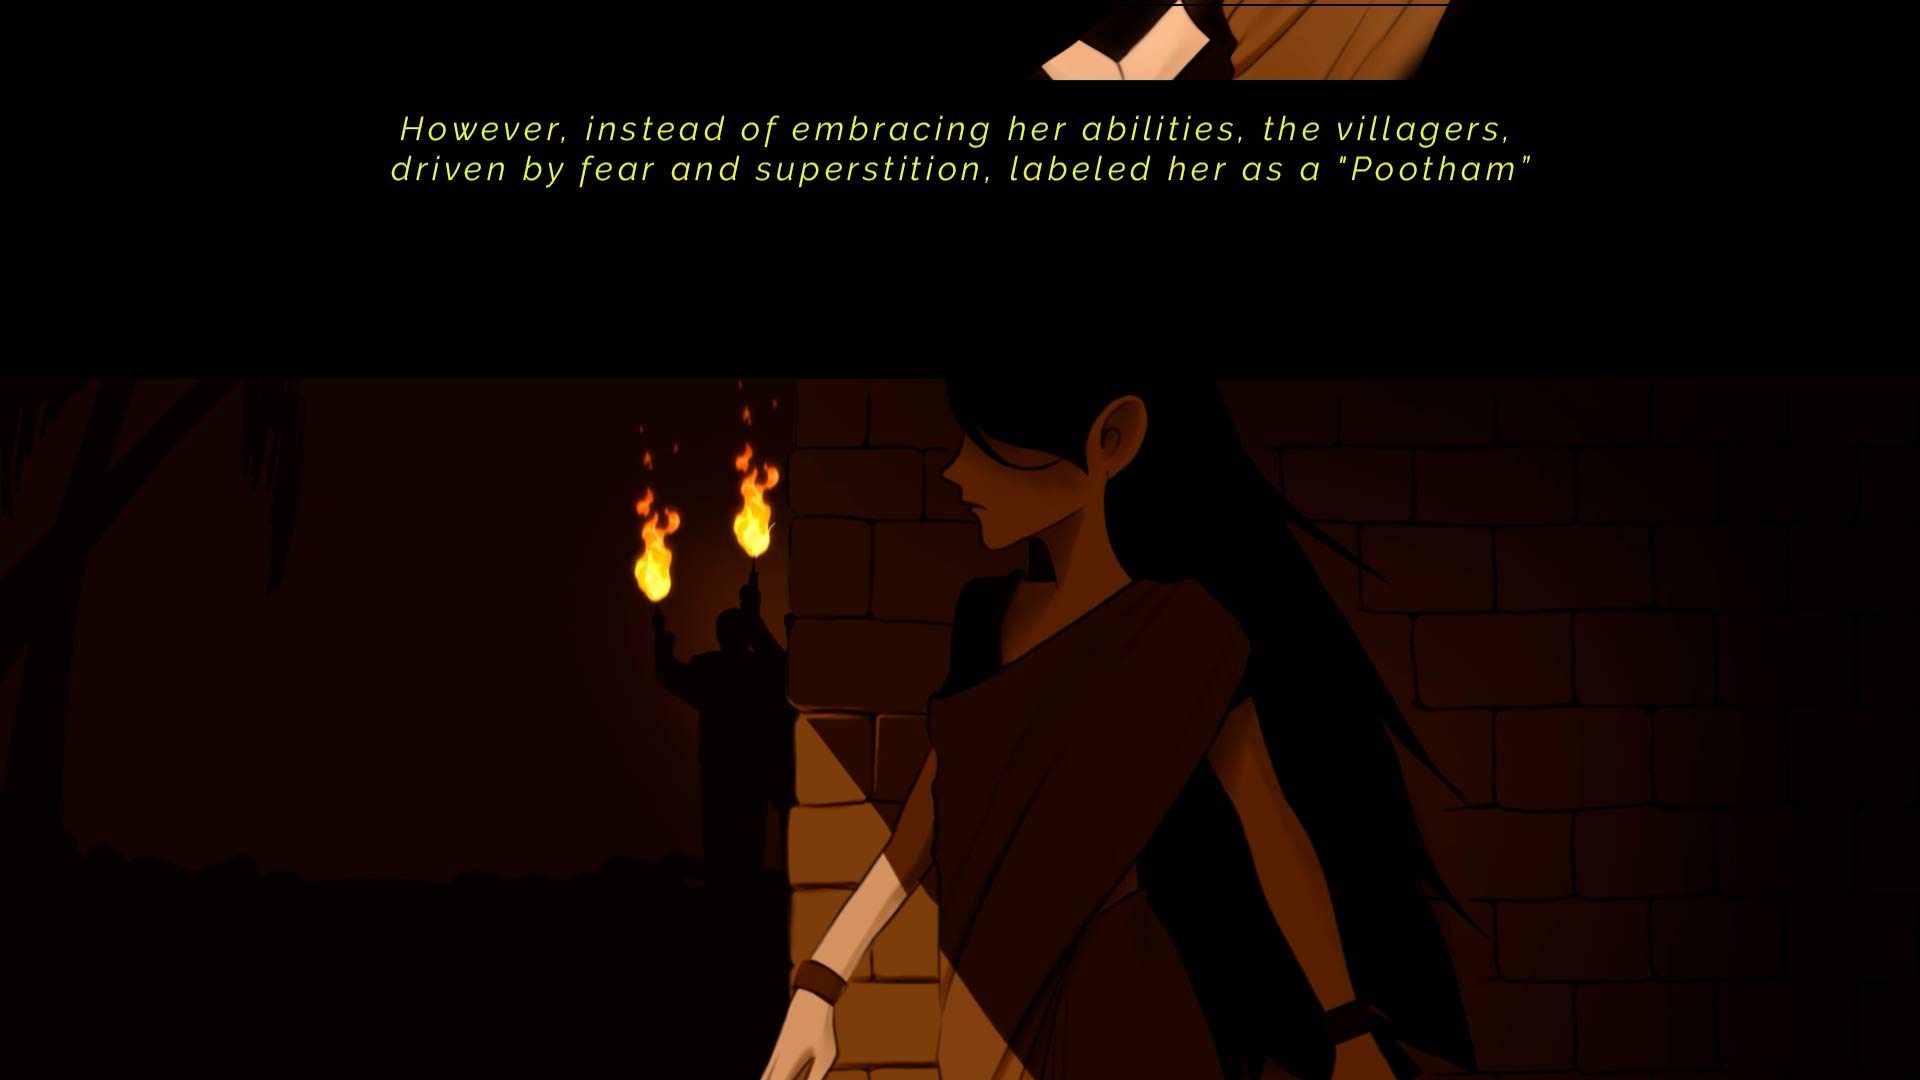 However, instead of embracing her abilities, the villagers,
driven by fear and superstition, labeled her as a "Pootham”